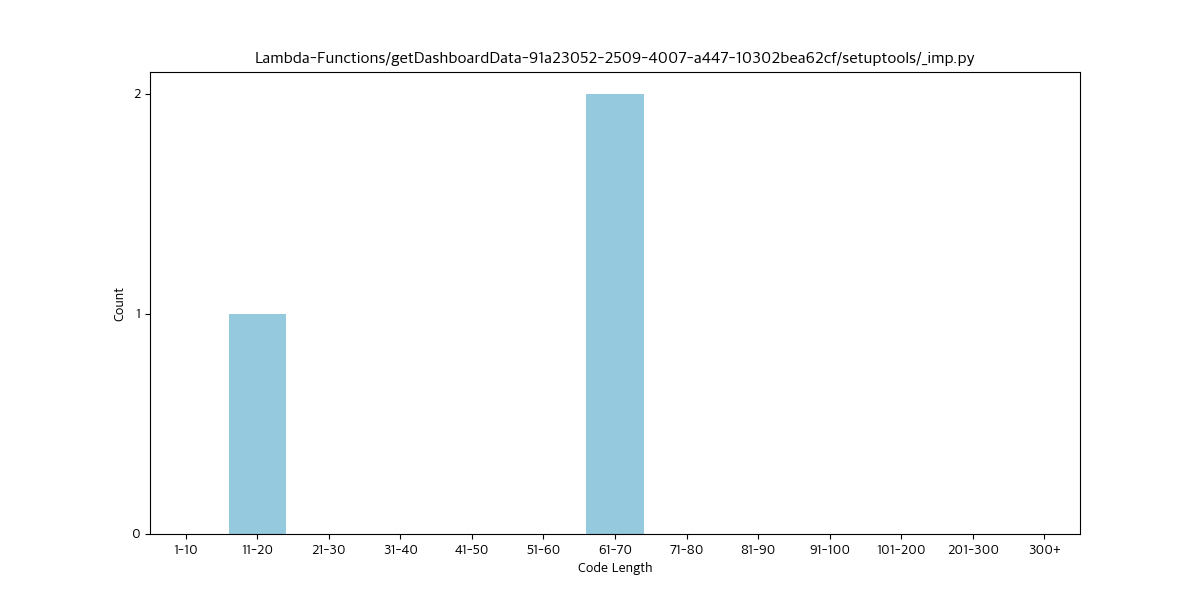 Lambda-Functions/getDashboardData-91a23052-2509-4007-a447-10302bea62cf/setuptools/_imp.py
2
1
0
Count
1-10 11-20 21-30 31-40 41-50 51-60 61-70 71-80 81-90 91-100 101-200 201-300 300+
Code Length